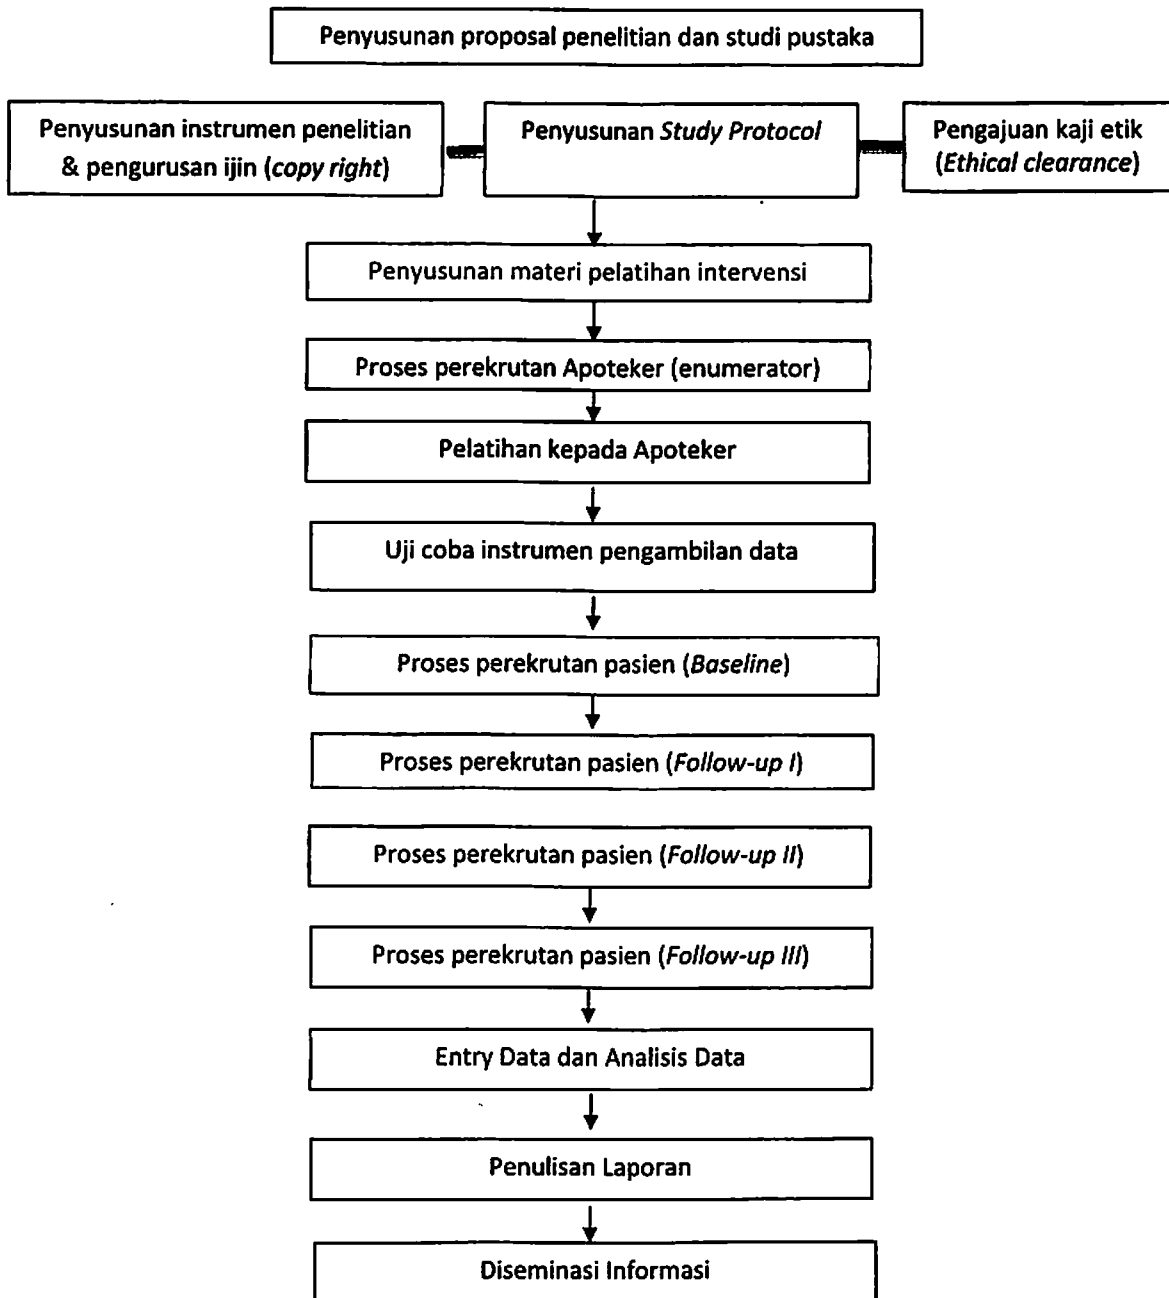 Penyusunan proposal penelitian dan studi pustaka
Penyusunan instrumen penelitian
& pengurusan ijin (copy right)
Penyusunan Study Protocol
Pengajuan kaji etik
(Ethical clearance)
Penyusunan materi pelatihan intervensi
Proses perekrutan Apoteker (enumerator)
Pelatihan kepada Apoteker
Uji coba instrumen pengambilan data
Proses perekrutan pasien (Baseline)
Proses perekrutan pasien (Follow-up I)
Proses perekrutan pasien (Follow-up II)
Proses perekrutan pasien (Follow-up III)
Entry Data dan Analisis Data
Penulisan Laporan
Diseminasi Informasi